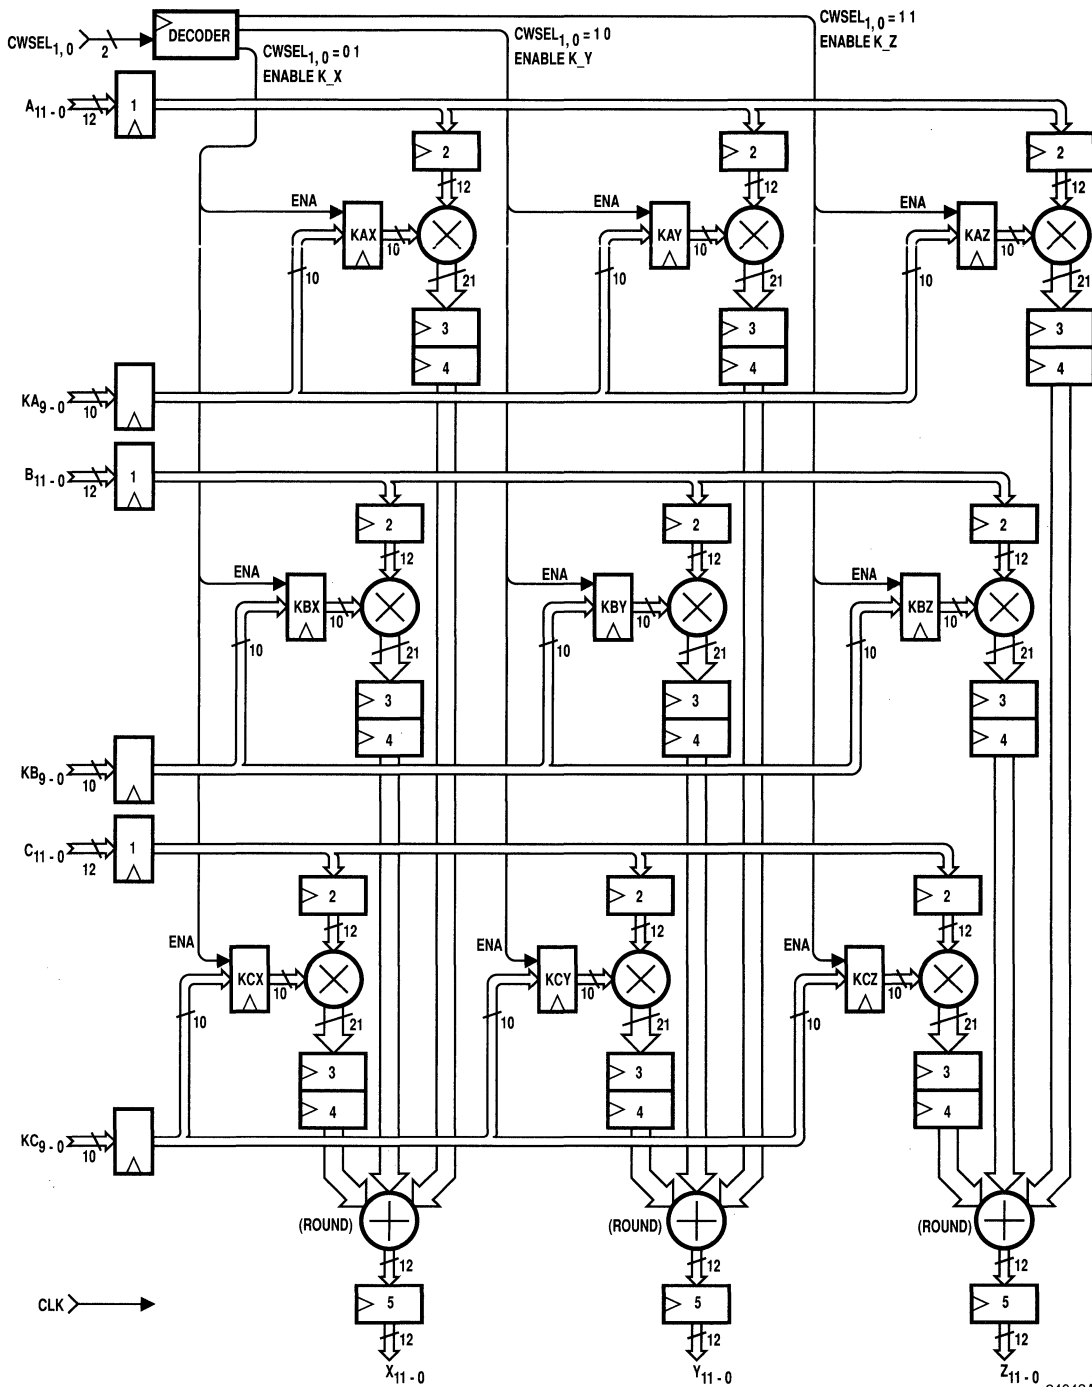 CWSEL1,0
2
DECODER
CWSEL1,0 = 0 1
ENABLE K_X
CWSEL1,0 = 1 0
ENABLE K_Y
CWSEL1,0 = 1 1
ENABLE K_Z
A11-0
12
1
2
2
2
12
12
12
ENA
KAX
10
ENA
KAY
10
ENA
KAZ
10
10
21
10
21
10
21
3
4
3
4
3
4
KA9-0
10
B11-0
12
1
2
2
2
12
12
12
ENA
KBX
10
ENA
KBY
10
ENA
KBZ
10
10
21
10
21
10
21
3
4
3
4
3
4
KB9-0
10
C11-0
12
1
2
2
2
12
12
12
ENA
KCX
10
ENA
KCY
10
ENA
KCZ
10
10
21
10
21
10
21
3
4
3
4
3
4
KC9-0
10
(ROUND)
(ROUND)
(ROUND)
12
12
12
CLK
5
5
5
12
12
12
X11-0
Y11-0
Z11-0